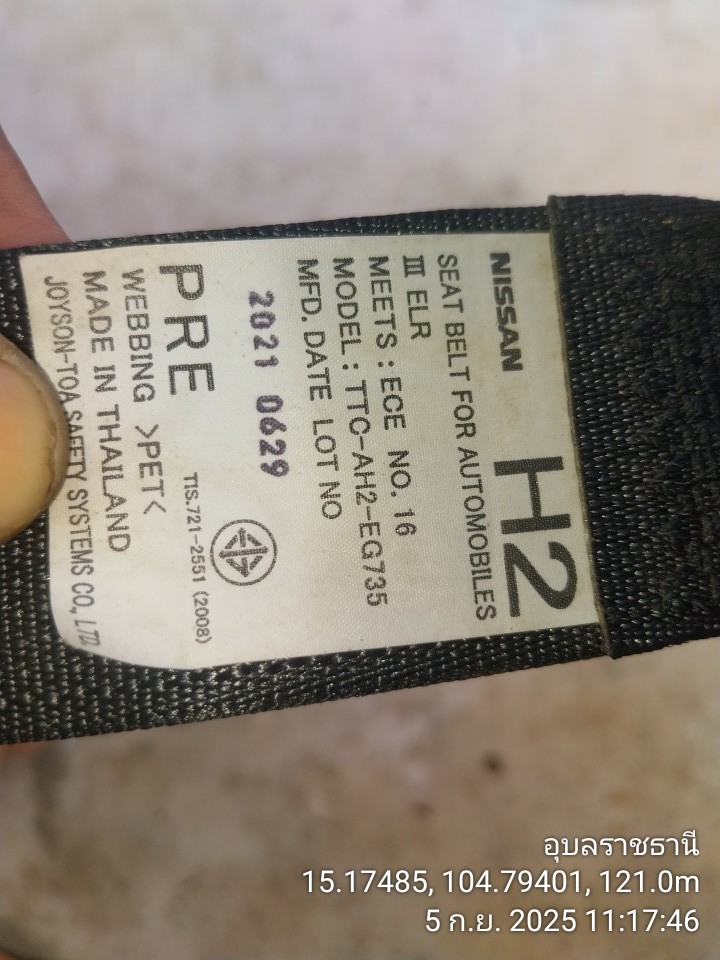 NISSAN H2
SEAT BELT FOR AUTOMOBILES
Ⅲ ELR
MEETS : ECE NO. 16
MODEL : TTC-AH2-EG735
MFD. DATE LOT NO
2021 0629
PRE
TIS.721-2551 (2008)
WEBBING >PET<
MADE IN THAILAND
JOYSON-TOA SAFETY SYSTEMS CO., LTD.
อุบลราชธานี
15.17485, 104.79401, 121.0m
5 ก.ย. 2025 11:17:46